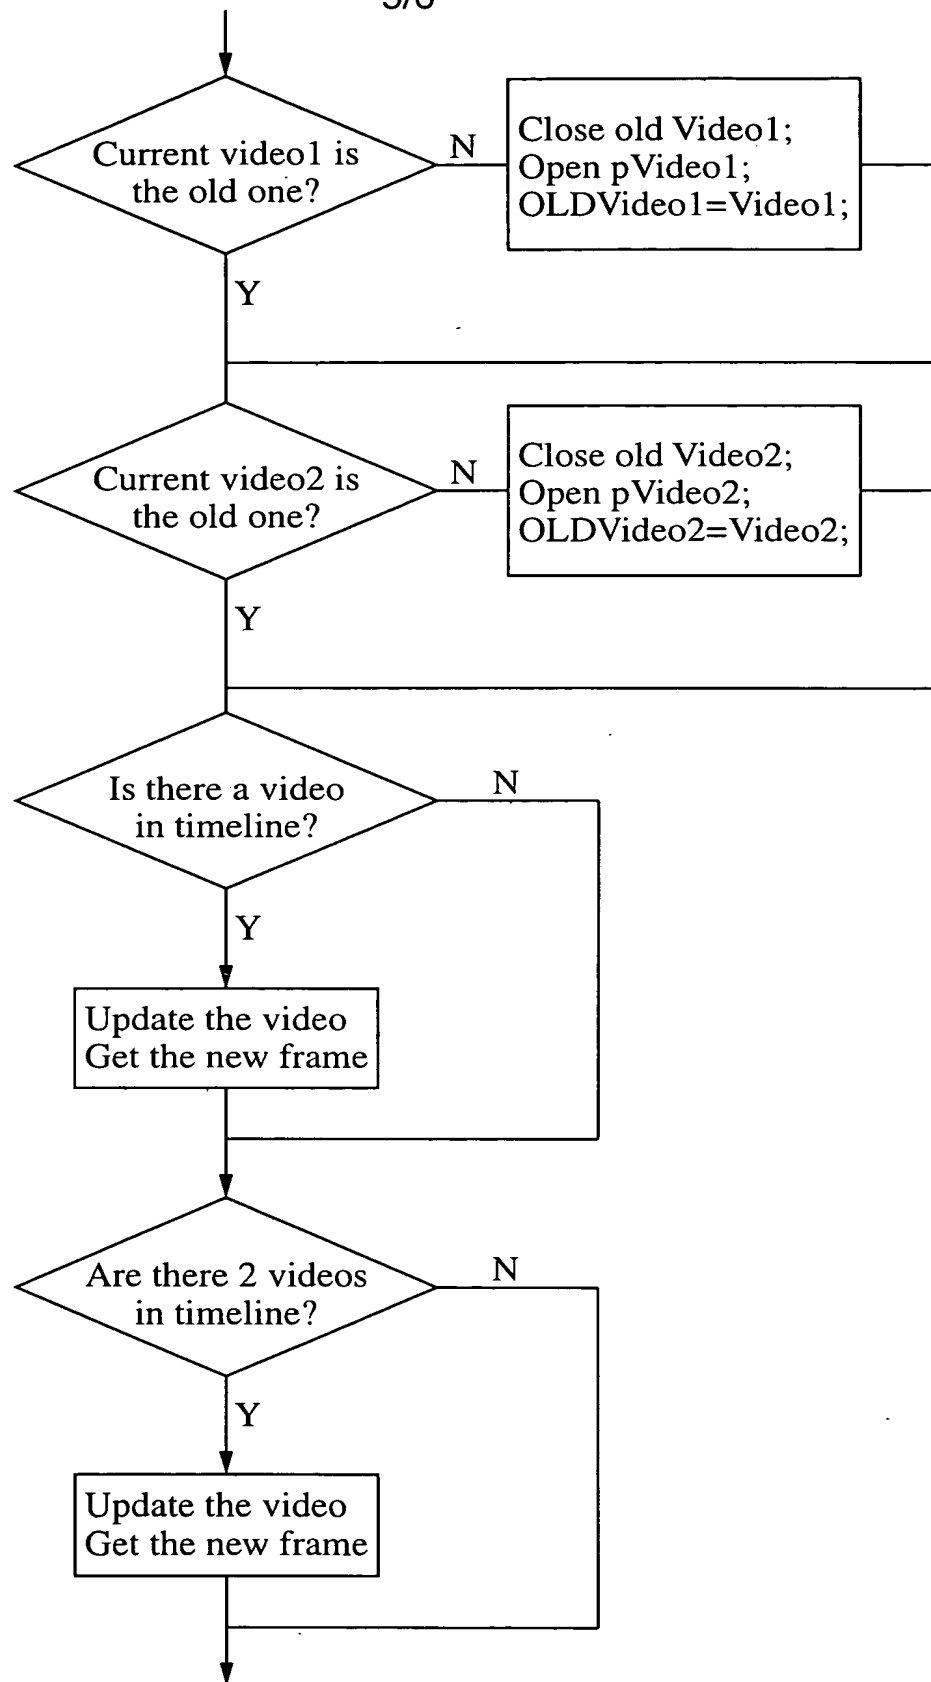 Current video1 is
the old one?
N
Close old Video1;
Open pVideo1;
OLDVideo1=Video1;
Y
Current video2 is
the old one?
N
Close old Video2;
Open pVideo2;
OLDVideo2=Video2;
Y
Is there a video
in timeline?
N
Y
Update the video
Get the new frame
Are there 2 videos
in timeline?
N
Y
Update the video
Get the new frame